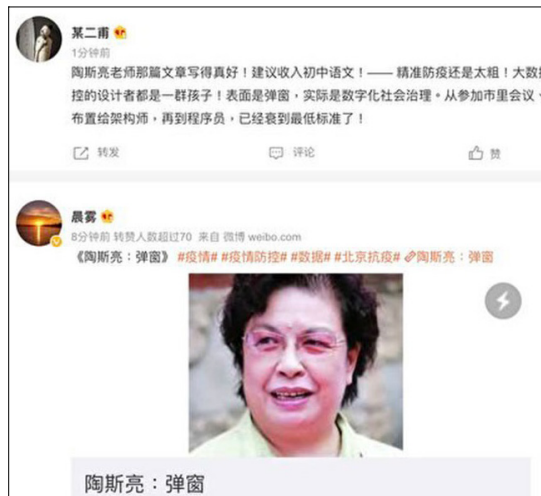 某二甫
1分钟前
陶斯亮老师那篇文章写得真好！建议收入初中语文！—— 精准防疫还是太粗！大数据
控的设计者都是一群孩子！表面是弹窗，实际是数字化社会治理。从参加市里会议、
布置给架构师，再到程序员，已经衰到最低标准了！
转发 评论 赞
晨雾
8分钟前 转赞人数超过70 来自 微博 weibo.com
《陶斯亮：弹窗》 #疫情# #疫情防控# #数据# #北京抗疫# 陶斯亮：弹窗
陶斯亮：弹窗